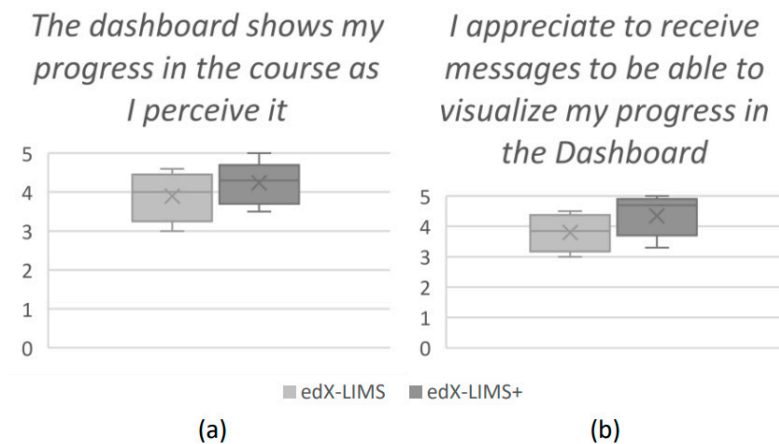 The dashboard shows my
progress in the course as
I perceive it
5
4
3
2
1
0
I appreciate to receive
messages to be able to
visualize my progress in
the Dashboard
5
4
3
2
1
0
edX-LIMS edX-LIMS+
(a) (b)